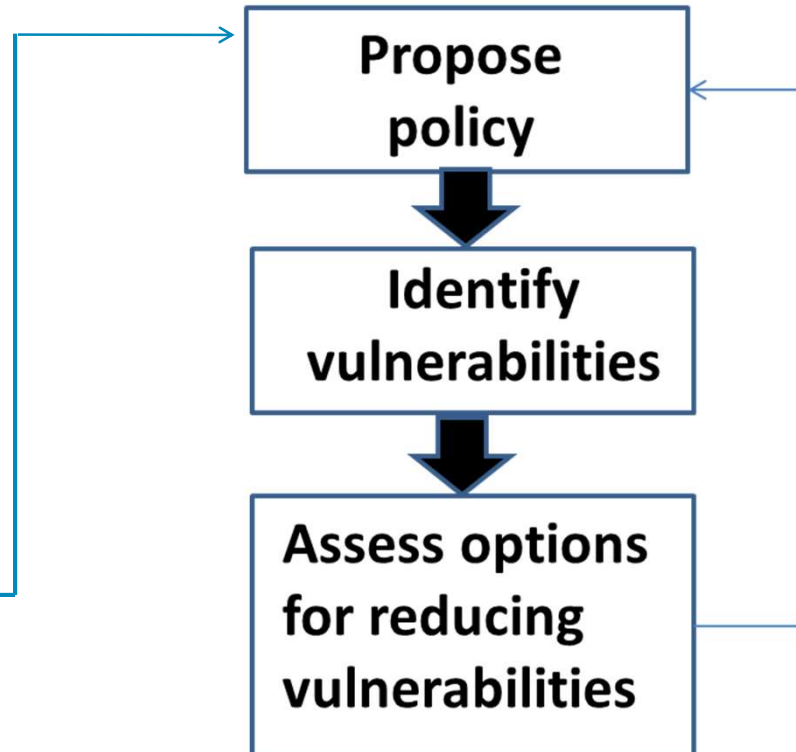 Propose
policy
Identify
vulnerabilities
Assess options
for reducing
vulnerabilities